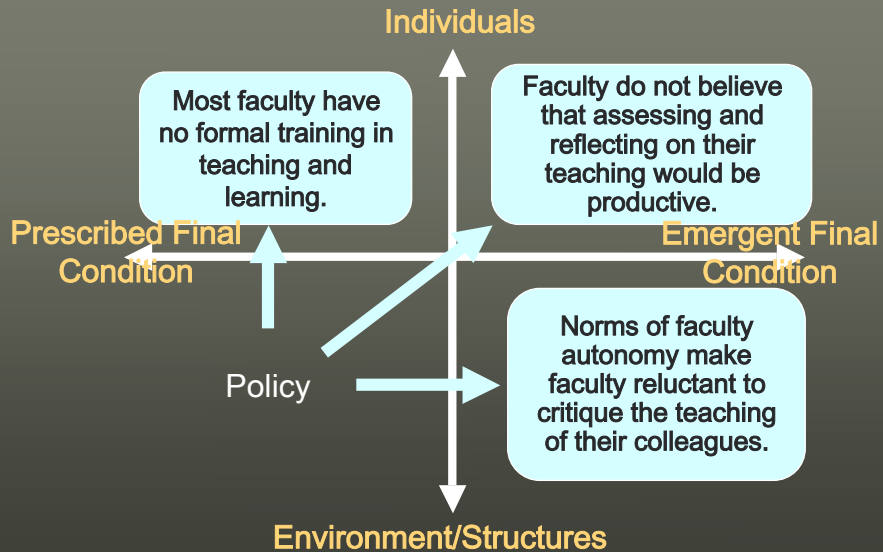 Individuals
Most faculty have
no formal training in
teaching and
learning.
Faculty do not believe
that assessing and
reflecting on their
teaching would be
productive.
Prescribed Final
Condition
Emergent Final
Condition
Policy
Norms of faculty
autonomy make
faculty reluctant to
critique the teaching
of their colleagues.
Environment/Structures